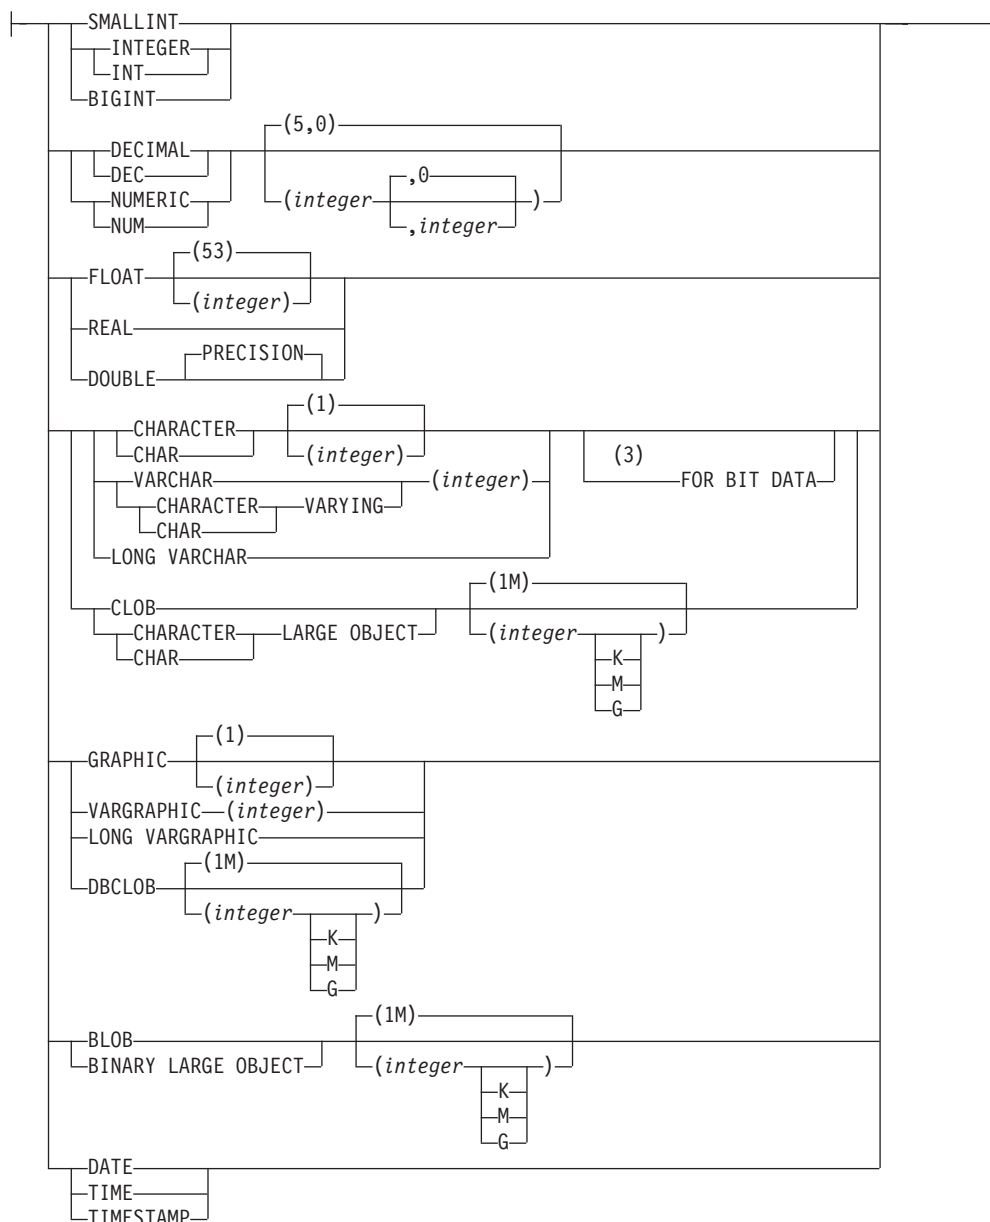 SMALLINT
INTEGER
INT
BIGINT
(5,0)
DECIMAL
DEC
,0
NUMERIC
(integer )
NUM
,integer
(53)
FLOAT
(integer)
REAL
PRECISION
DOUBLE
(1)
CHARACTER
CHAR
(integer)
(3)
VARCHAR
(integer)
FOR BIT DATA
CHARACTER
VARYING
CHAR
LONG VARCHAR
(1M)
CLOB
CHARACTER
LARGE OBJECT
(integer )
CHAR
K
M
G
(1)
GRAPHIC
(integer)
VARGRAPHIC (integer)
LONG VARGRAPHIC
(1M)
DBCLOB
(integer )
K
M
G
(1M)
BLOB
BINARY LARGE OBJECT
(integer )
K
M
G
DATE
TIME
TIMESTAMP